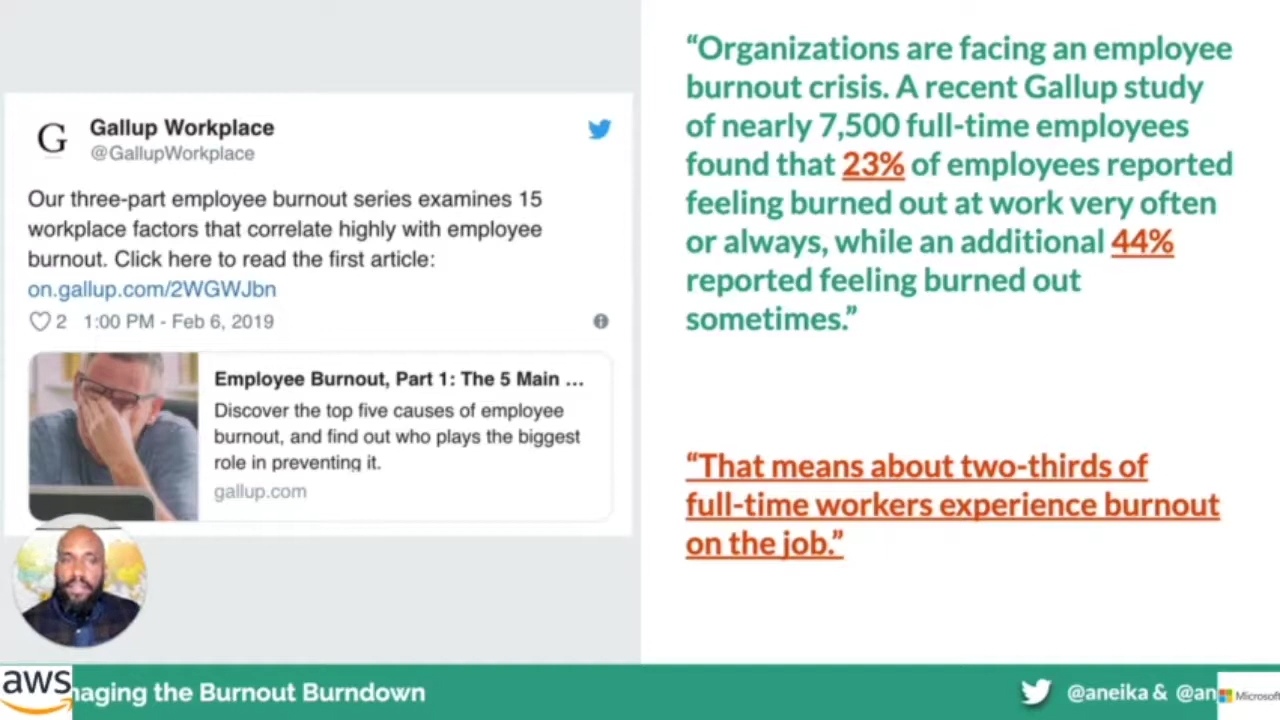 G
Gallup Workplace
@GallupWorkplace
Our three-part employee burnout series examines 15
workplace factors that correlate highly with employee
burnout. Click here to read the first article:
on.gallup.com/2WGWJbn
2 1:00 PM - Feb 6, 2019
Employee Burnout, Part 1: The 5 Main ...
Discover the top five causes of employee
burnout, and find out who plays the biggest
role in preventing it.
gallup.com
“Organizations are facing an employee
burnout crisis. A recent Gallup study
of nearly 7,500 full-time employees
found that 23% of employees reported
feeling burned out at work very often
or always, while an additional 44%
reported feeling burned out
sometimes.”
“That means about two-thirds of
full-time workers experience burnout
on the job.”
aws
naging the Burnout Burndown
@aneika & @an
Microsoft